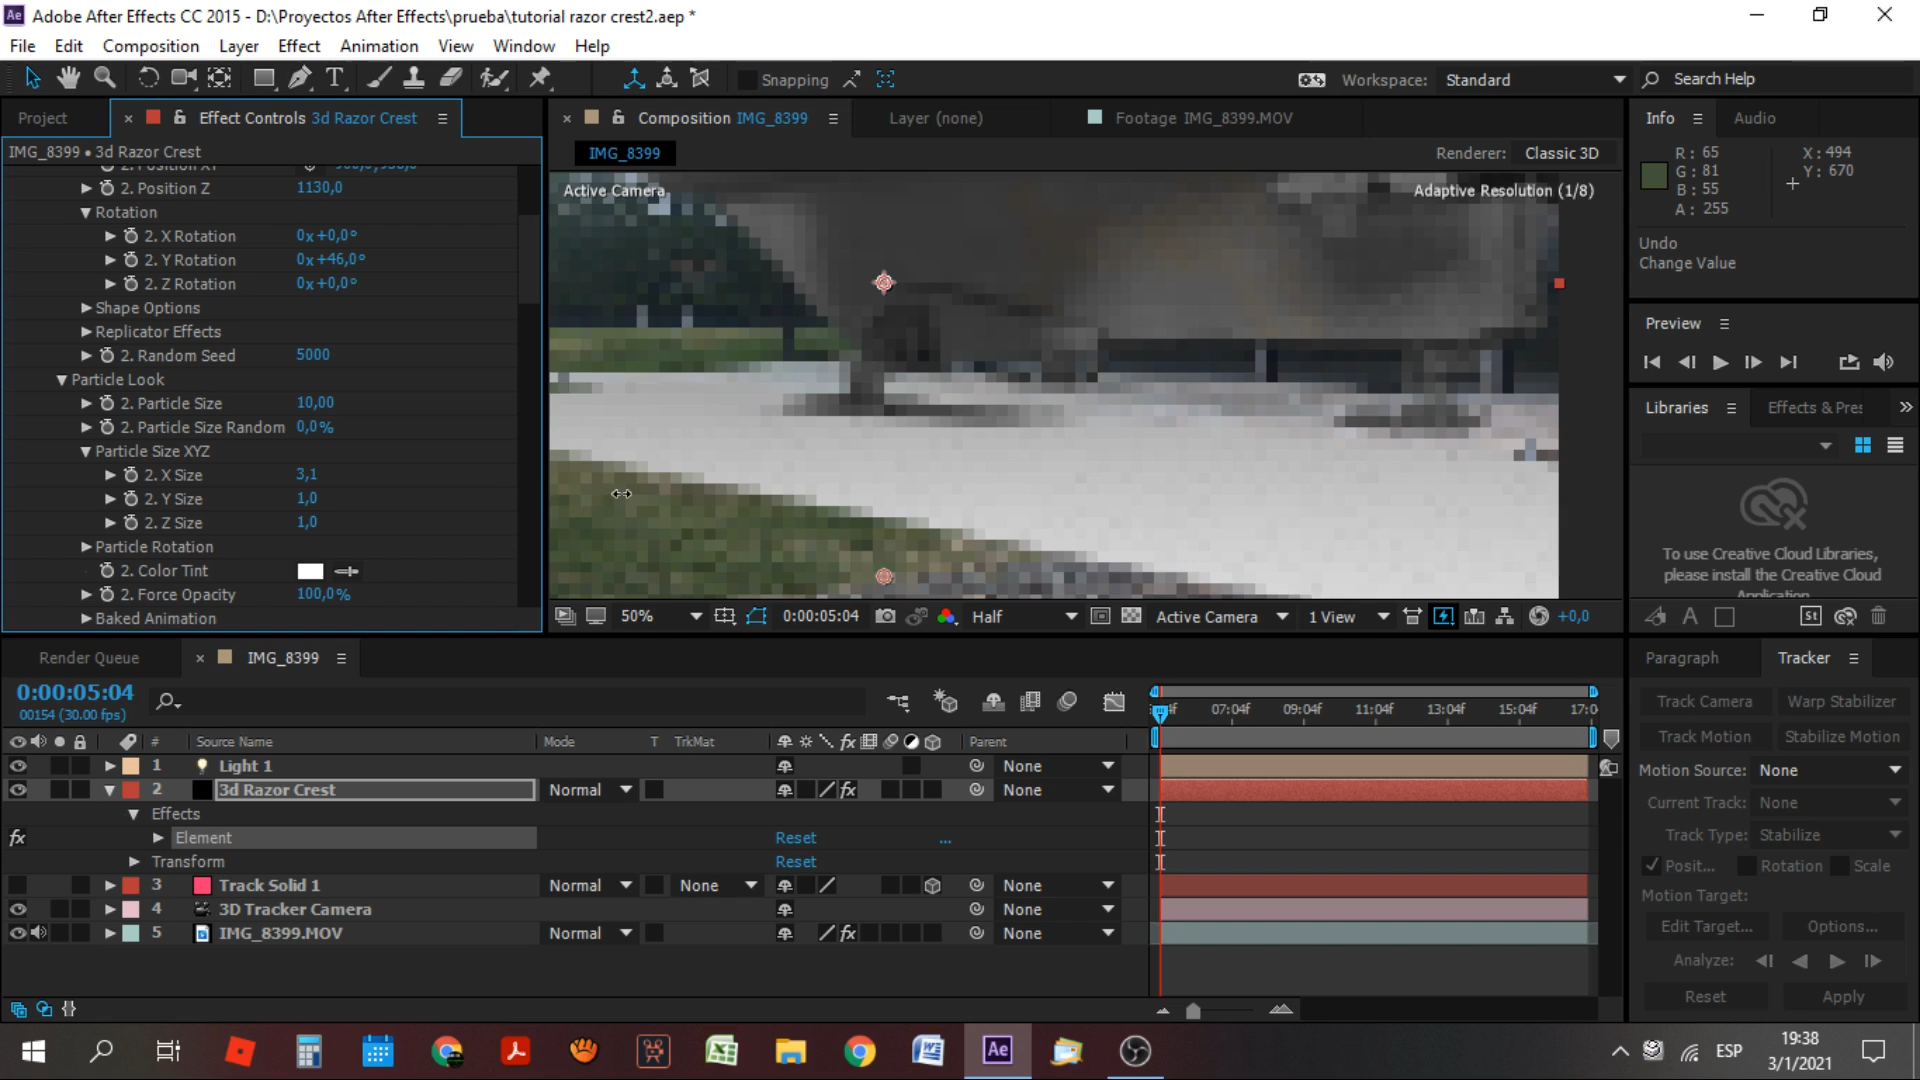 Adobe After Effects CC 2015 - D:\Proyectos After Effects\prueba\tutorial razor crest2.aep *
File Edit Composition Layer Effect Animation View Window Help
Snapping
Workspace: Standard
Search Help
Project
Effect Controls 3d Razor Crest
Composition IMG_8399
Layer (none)
Footage IMG_8399.MOV
Info
Audio
IMG_8399 • 3d Razor Crest
IMG_8399
Renderer: Classic 3D
R: 65 X: 494
G: 81 Y: 670
B: 55
A: 255
2. Position Z 1130,0
Active Camera
Adaptive Resolution (1/8)
Rotation
2. X Rotation 0x+0,0°
2. Y Rotation 0x+46,0°
2. Z Rotation 0x+0,0°
Undo
Change Value
Shape Options
Replicator Effects
2. Random Seed 5000
Preview
Particle Look
2. Particle Size 10,00
2. Particle Size Random 0,0%
Libraries
Effects & Pres
Particle Size XYZ
2. X Size 3,1
2. Y Size 1,0
2. Z Size 1,0
Particle Rotation
2. Color Tint
2. Force Opacity 100,0%
Baked Animation
To use Creative Cloud Libraries,
please install the Creative Cloud
Application
50% 0:00:05:04 Half Active Camera 1 View +0,0
A St
Render Queue
IMG_8399
Paragraph
Tracker
0:00:05:04
00154 (30.00 fps)
07:04f 09:04f 11:04f 13:04f 15:04f 17:0
Track Camera Warp Stabilizer
Track Motion Stabilize Motion
# Source Name Mode T TrkMat fx Parent
1 Light 1 None
Motion Source: None
2 3d Razor Crest Normal fx None
Current Track: None
Effects
Track Type: Stabilize
fx Element Reset ...
Transform Reset
Posit... Rotation Scale
3 Track Solid 1 Normal None None
Motion Target:
4 3D Tracker Camera None
Edit Target... Options...
5 IMG_8399.MOV Normal fx None
Analyze:
Reset Apply
Ae
ESP
19:38
3/1/2021